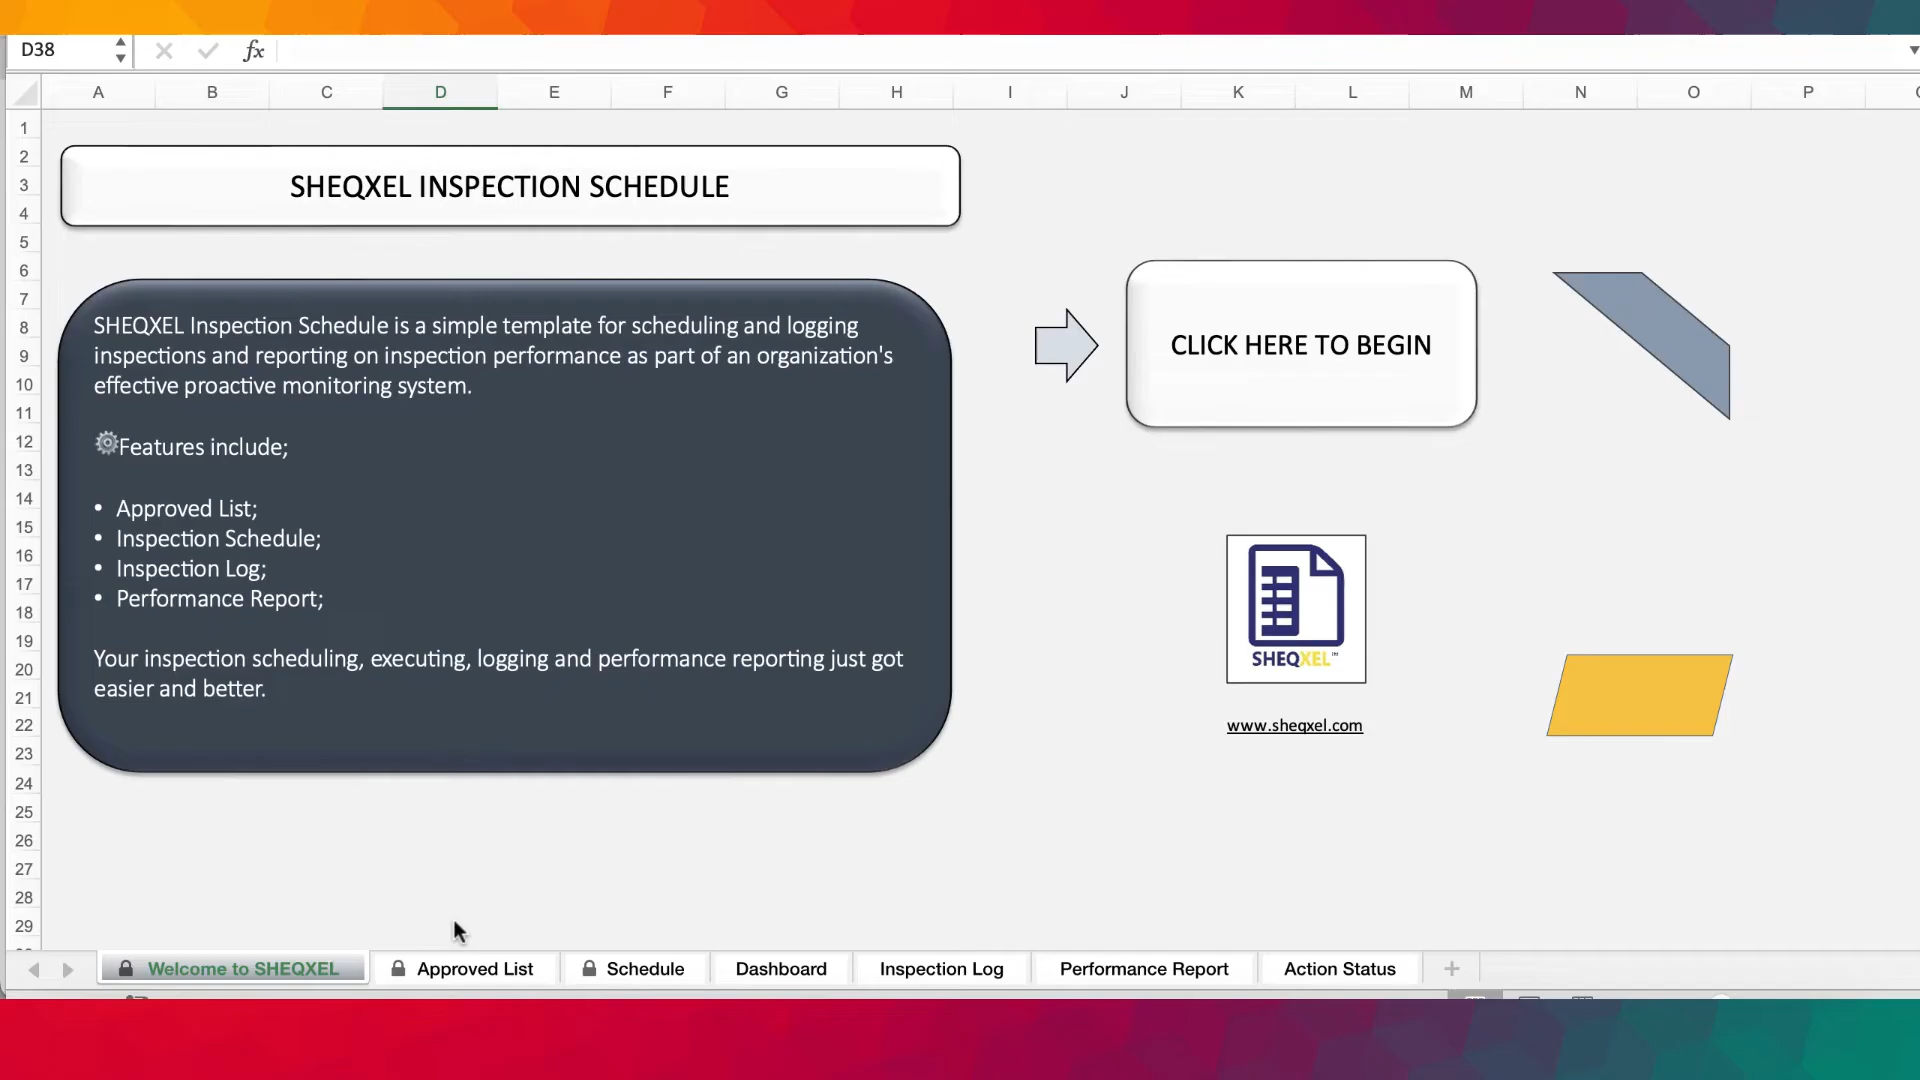 D38
fx
A B C D E F G H I J K L M N O P
1
2
3
4
5
6
7
8
9
10
11
12
13
14
15
16
17
18
19
20
21
22
23
24
25
26
27
28
29
SHEQXEL INSPECTION SCHEDULE
SHEQXEL Inspection Schedule is a simple template for scheduling and logging
inspections and reporting on inspection performance as part of an organization's
effective proactive monitoring system.
Features include;
• Approved List;
• Inspection Schedule;
• Inspection Log;
• Performance Report;
Your inspection scheduling, executing, logging and performance reporting just got
easier and better.
CLICK HERE TO BEGIN
SHEQXEL™
www.sheqxel.com
Welcome to SHEQXEL Approved List Schedule Dashboard Inspection Log Performance Report Action Status